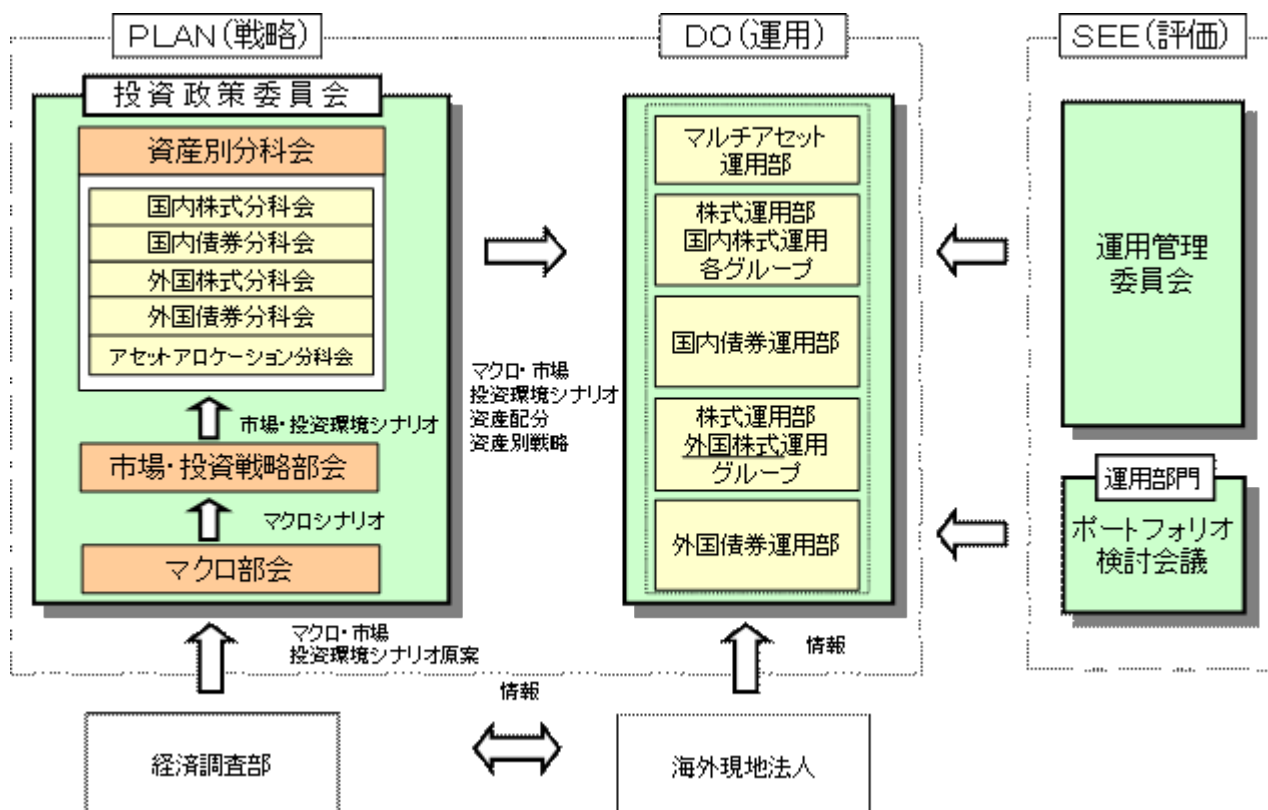 PLAN(戦略)
投資政策委員会
資産別分科会
国内株式分科会
国内債券分科会
外国株式分科会
外国債券分科会
アセットアロケーション分科会
市場・投資環境シナリオ
市場・投資戦略部会
マクロシナリオ
マクロ部会
マクロ・市場
投資環境シナリオ原案
経済調査部
マクロ・市場
投資環境シナリオ
資産配分
資産別戦略
情報
DO(運用)
マルチアセット
運用部
株式運用部
国内株式運用
各グループ
国内債券運用部
株式運用部
外国株式運用
グループ
外国債券運用部
情報
海外現地法人
SEE(評価)
運用管理
委員会
運用部門
ポートフォリオ
検討会議